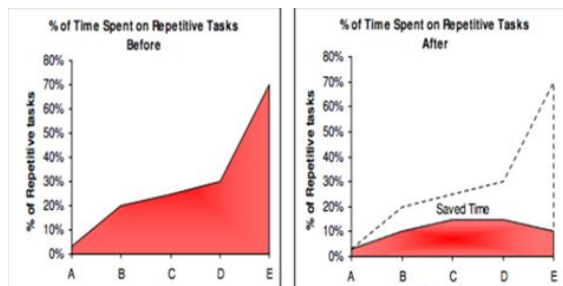 % of Time Spent on Repetitive Tasks
Before
% of Repetitive tasks
80%
70%
60%
50%
40%
30%
20%
10%
0%
A B C D E
% of Time Spent on Repetitive Tasks
After
% of Repetitive tasks
80%
70%
60%
50%
40%
30%
20%
10%
0%
Saved Time
A B C D E